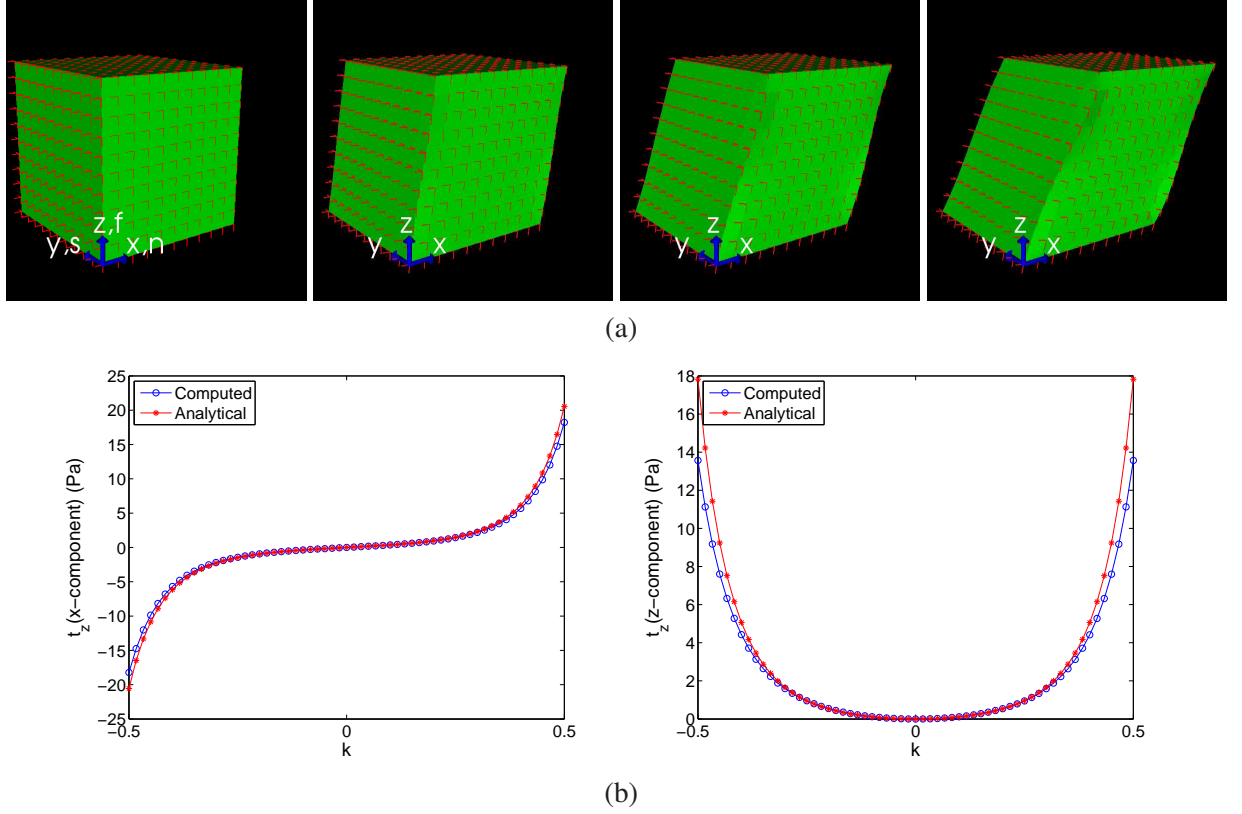 z,f
y,s x,n
z
y x
z
y x
z
y x
(a)
25
20
15
10
5
0
−5
−10
−15
−20
−25
−0.5 0 0.5
k
t_z(x−component) (Pa)
Computed
Analytical
18
16
14
12
10
8
6
4
2
0
−0.5 0 0.5
k
t_z(z−component) (Pa)
Computed
Analytical
(b)